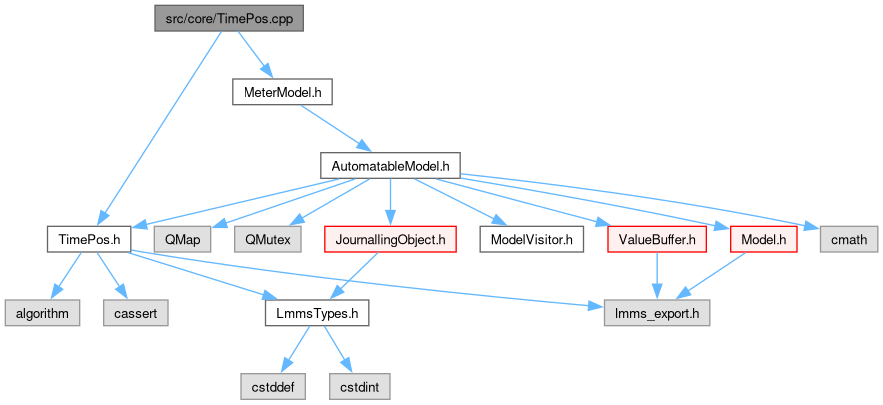 src/core/TimePos.cpp
MeterModel.h
AutomatableModel.h
TimePos.h
QMap
QMutex
JournallingObject.h
ModelVisitor.h
ValueBuffer.h
Model.h
cmath
algorithm
cassert
LmmsTypes.h
lmms_export.h
cstddef
cstdint